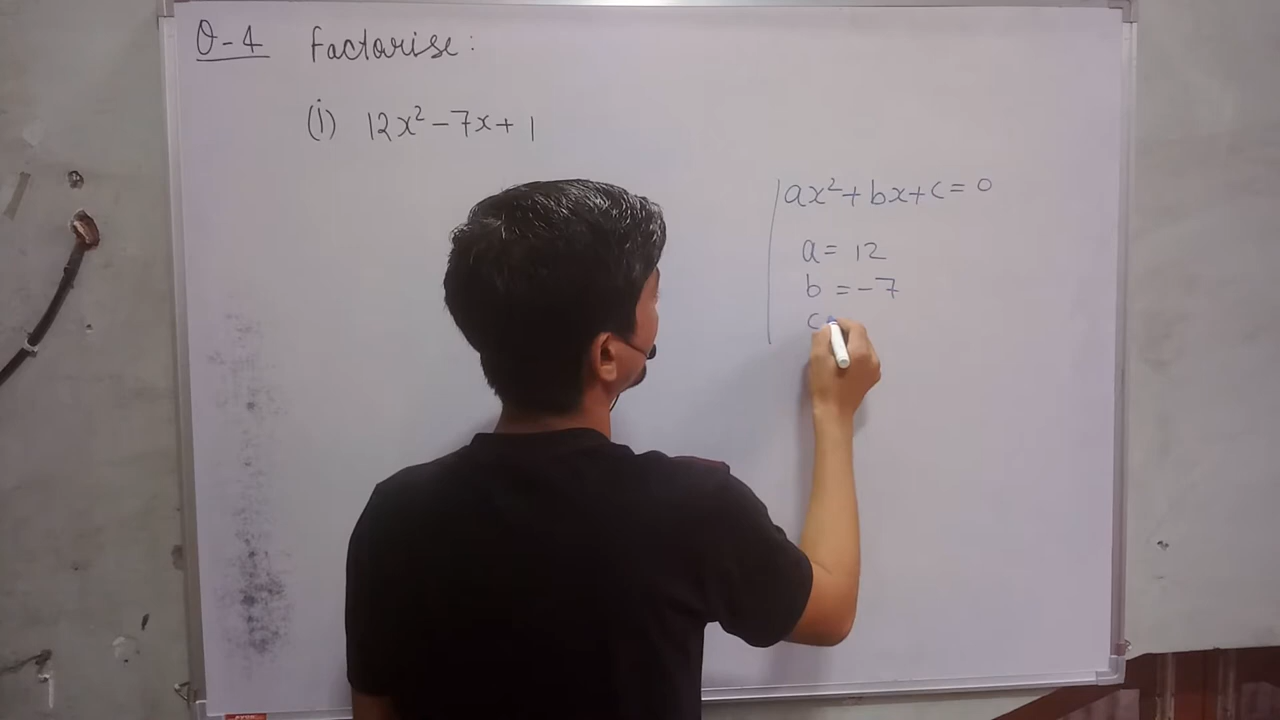 Q-4 Factorise:
(i) 12x² - 7x + 1
ax² + bx + c = 0
a = 12
b = -7
c